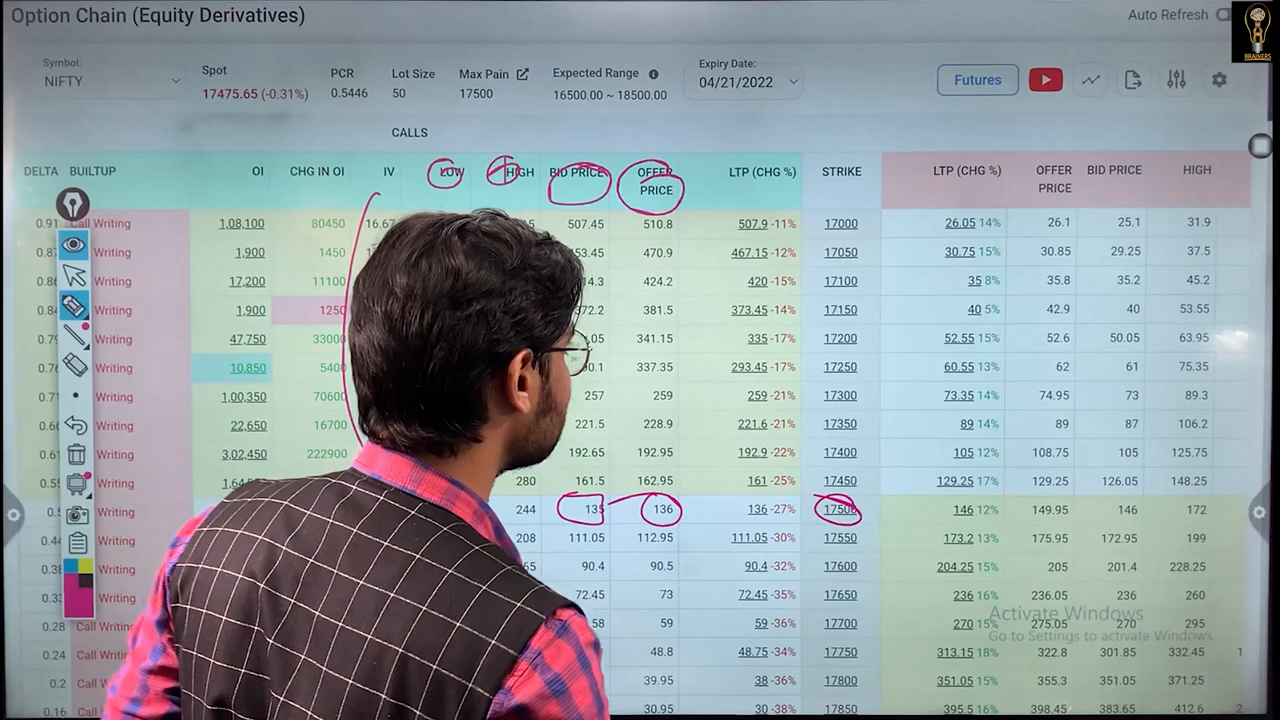 Option Chain (Equity Derivatives)
Auto Refresh
BRAINERS
Symbol: Spot PCR Lot Size Max Pain Expected Range Expiry Date:
NIFTY 17475.65 (-0.31%) 0.5446 50 17500 16500.00 ~ 18500.00 04/21/2022 Futures
CALLS
DELTA BUILTUP OI CHG IN OI IV LOW HIGH BID PRICE OFFER PRICE LTP (CHG %) STRIKE LTP (CHG %) OFFER PRICE BID PRICE HIGH
0.91 Call Writing 1,08,100 80450 16.67 507.45 510.8 507.9 -11% 17000 26.05 14% 26.1 25.1 31.9
Writing 1,900 1450 470.9 467.15 -12% 17050 30.75 15% 30.85 29.25 37.5
Writing 17,200 11100 424.2 420 -15% 17100 35 8% 35.8 35.2 45.2
Writing 1,900 1250 381.5 373.45 -14% 17150 40 5% 42.9 40 53.55
Writing 47,750 33000 341.15 335 -17% 17200 52.55 15% 52.6 50.05 63.95
Writing 10,850 5400 337.35 293.45 -17% 17250 60.55 13% 62 61 75.35
Writing 1,00,350 70600 257 259 259 -21% 17300 73.35 14% 74.95 73 89.3
Writing 22,650 16700 221.5 228.9 221.6 -21% 17350 89 14% 89 87 106.2
Writing 3,02,450 222900 192.65 192.95 192.9 -22% 17400 105 12% 108.75 105 125.75
Writing 280 161.5 162.95 161 -25% 17450 129.25 17% 129.25 126.05 148.25
Writing 244 135 136 136 -27% 17500 146 12% 149.95 146 172
Writing 208 111.05 112.95 111.05 -30% 17550 173.2 13% 175.95 172.95 199
Writing 90.4 90.5 90.4 -32% 17600 204.25 15% 205 201.4 228.25
Writing 72.45 73 72.45 -35% 17650 236 16% 236.05 236 260
0.28 Call Writing 58 59 59 -36% 17700 270 15% 275.05 270 295
0.24 Call Writing 48.8 48.75 -34% 17750 313.15 18% 322.8 301.85 332.45
0.2 Call 39.95 38 -36% 17800 351.05 15% 355.3 351.05 371.25
0.16 Call 30.95 30 -38% 17850 395.5 16% 398.45 383.65 412.6
Activate Windows
Go to Settings to activate Windows.